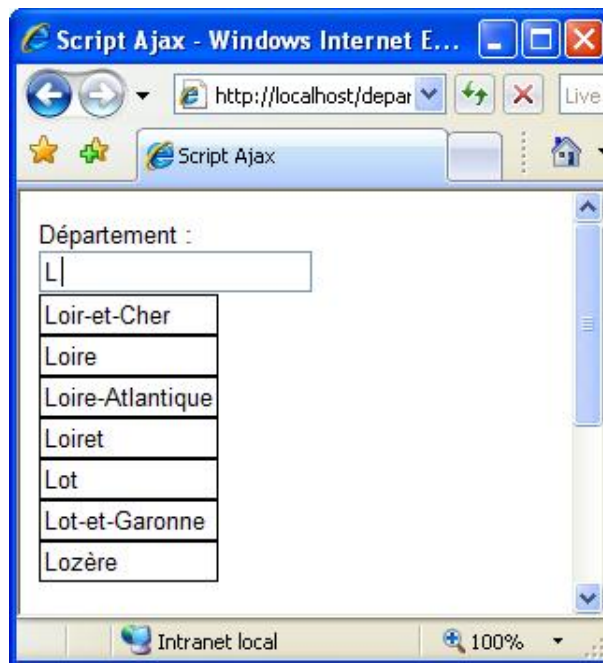 Script Ajax - Windows Internet E...
http://localhost/depar
Live
Script Ajax
Département :
L
Loir-et-Cher
Loire
Loire-Atlantique
Loiret
Lot
Lot-et-Garonne
Lozère
Intranet local
100%